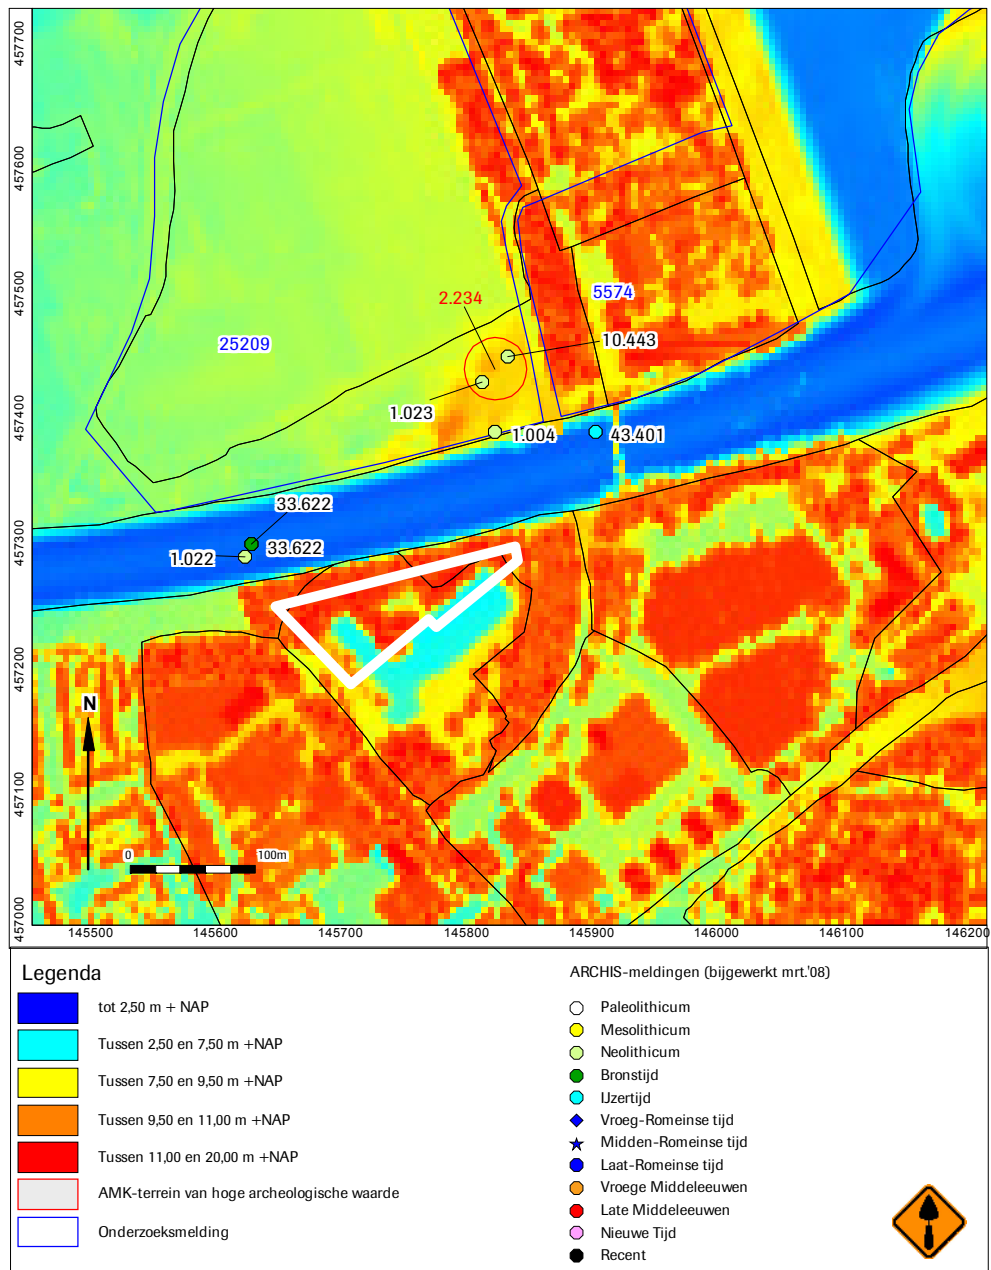 457700
457600
457500
457400
457300
457200
457100
457000
2.234
5574
25209
10.443
1.023
1.004
43.401
33.622
33.622
1.022
N
0
100m
145500
145600
145700
145800
145900
146000
146100
146200
Legenda
tot 2,50 m + NAP
Tussen 2,50 en 7,50 m +NAP
Tussen 7,50 en 9,50 m +NAP
Tussen 9,50 en 11,00 m +NAP
Tussen 11,00 en 20,00 m +NAP
AMK-terrein van hoge archeologische waarde
Onderzoeksmelding
ARCHIS-meldingen (bijgewerkt mrt.'08)
Paleolithicum
Mesolithicum
Neolithicum
Bronstijd
IJzertijd
Vroeg-Romeinse tijd
Midden-Romeinse tijd
Laat-Romeinse tijd
Vroege Middeleeuwen
Late Middeleeuwen
Nieuwe Tijd
Recent